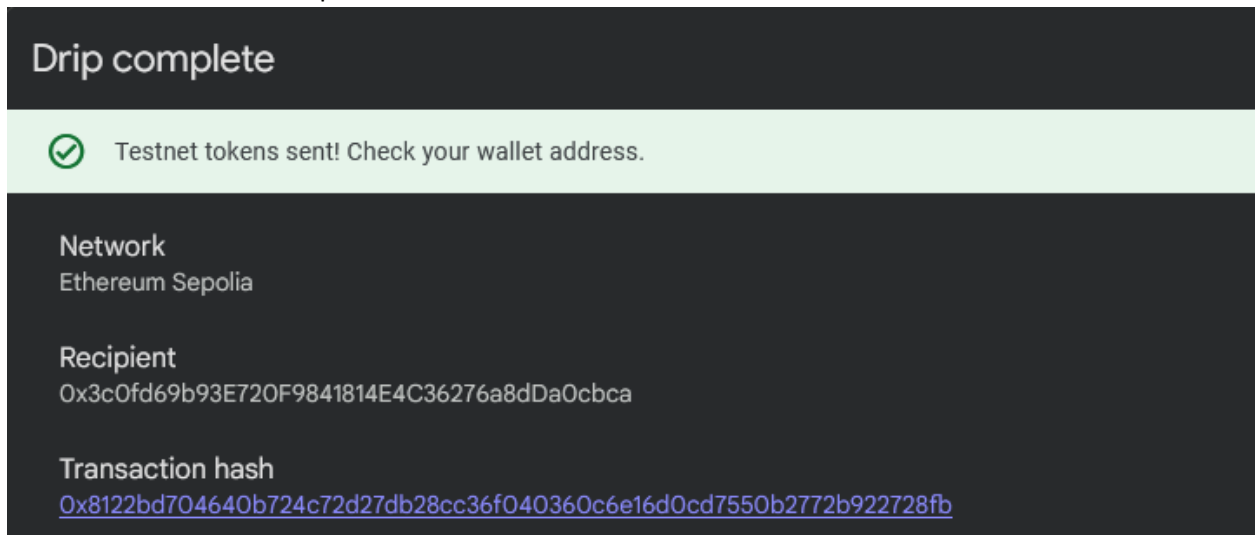 Drip complete
Testnet tokens sent! Check your wallet address.
Network
Ethereum Sepolia
Recipient
0x3c0fd69b93E720F9841814E4C36276a8dDa0cbca
Transaction hash
0x8122bd704640b724c72d27db28cc36f040360c6e16d0cd7550b2772b922728fb